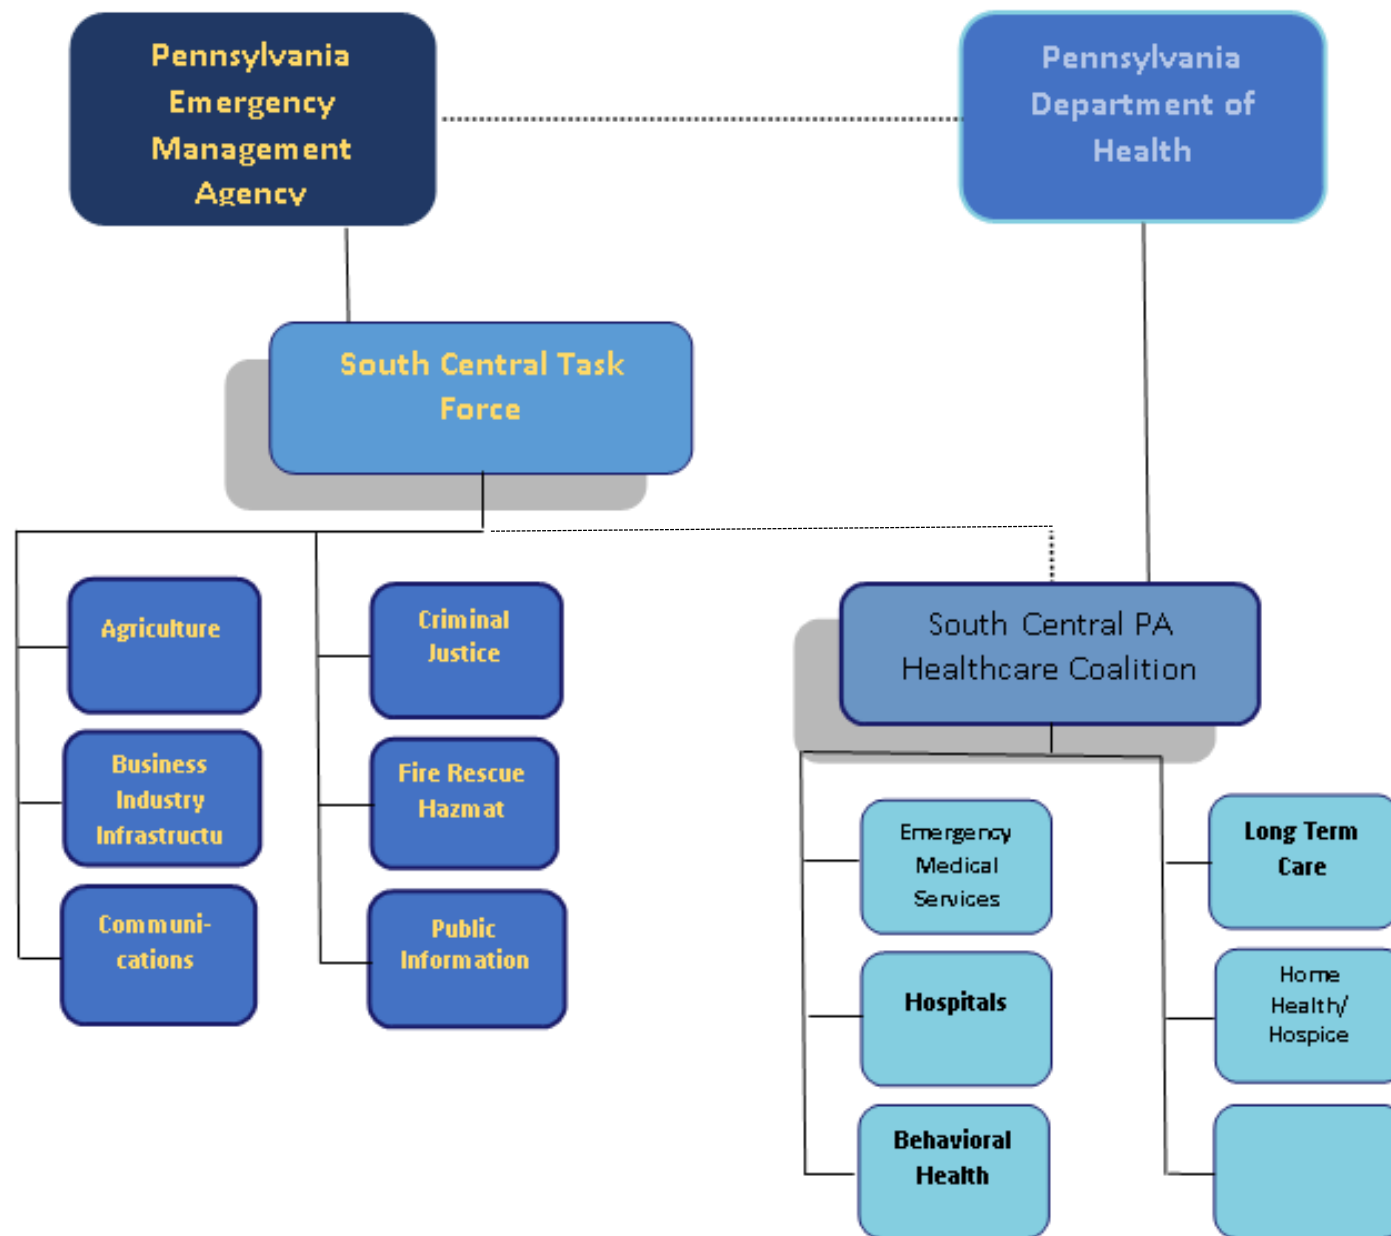 Pennsylvania
Emergency
Management
Agency
Pennsylvania
Department of
Health
South Central Task
Force
Agriculture
Criminal
Justice
Business
Industry
Infrastructu
Fire Rescue
Hazmat
Communi-
cations
Public
Information
South Central PA
Healthcare Coalition
Emergency
Medical
Services
Long Term
Care
Hospitals
Home
Health/
Hospice
Behavioral
Health